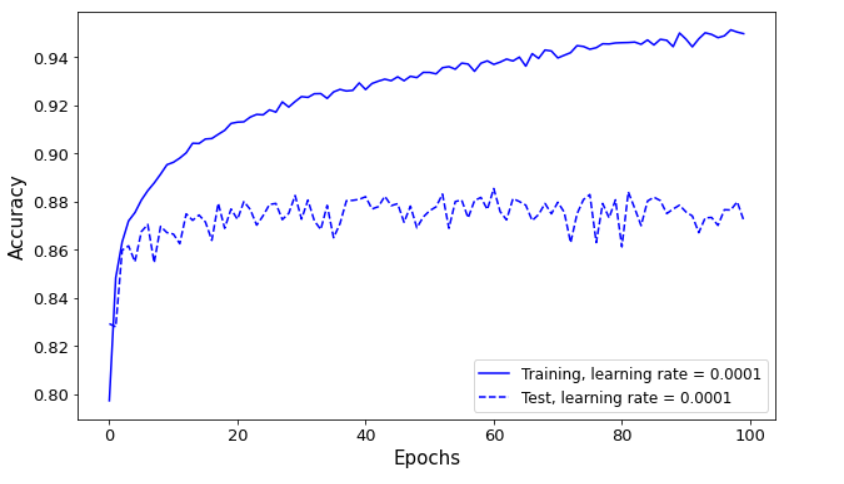 0.94
0.92
0.90
0.88
0.86
0.84
0.82
0.80
Accuracy
Training, learning rate = 0.0001
Test, learning rate = 0.0001
0 20 40 60 80 100
Epochs